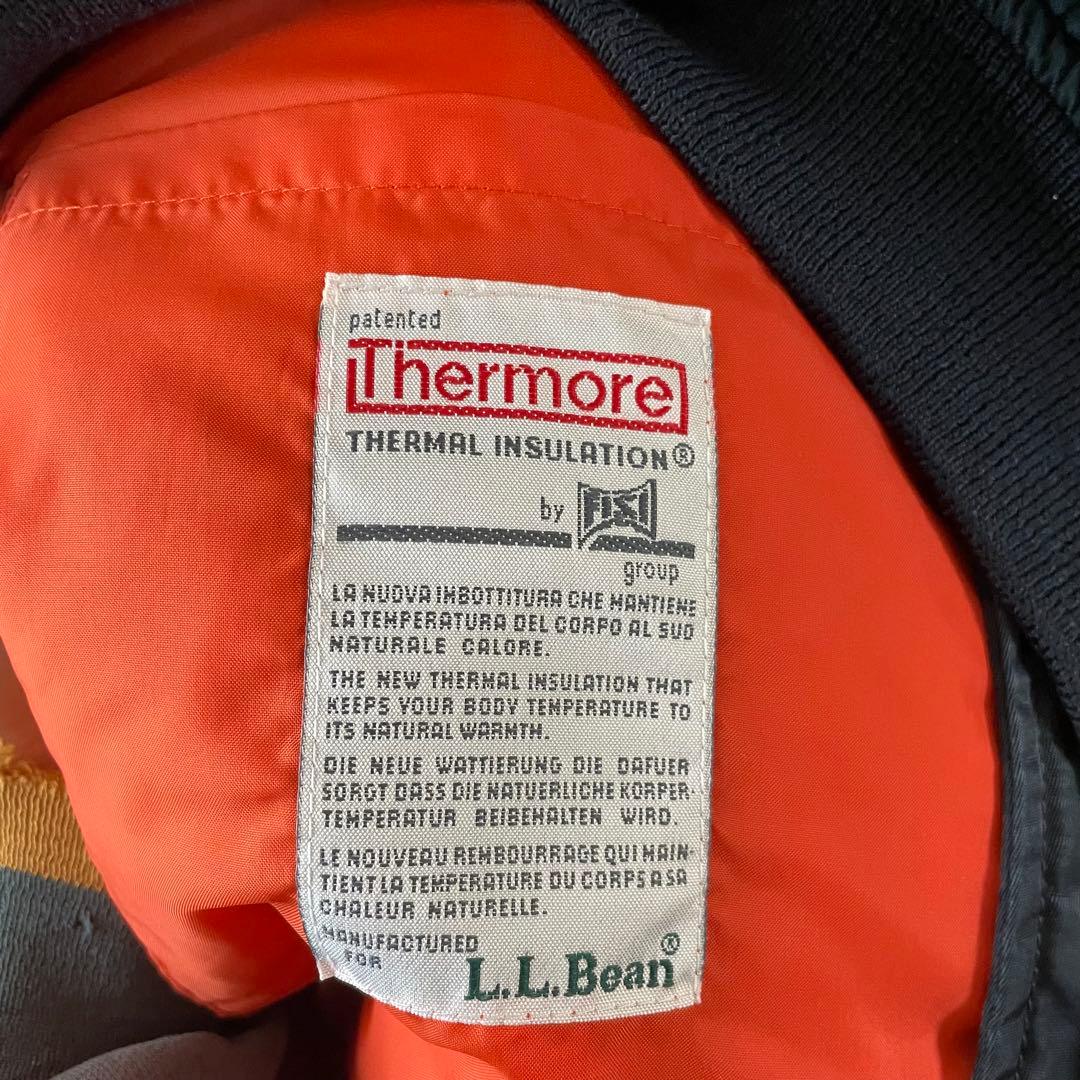 patented
Thermore
THERMAL INSULATION®
by FISI
group
LA NUOVA IMBOTTITURA CHE MANTIENE
LA TEMPERATURA DEL CORPO AL SUO
NATURALE CALORE.
THE NEW THERMAL INSULATION THAT
KEEPS YOUR BODY TEMPERATURE TO
ITS NATURAL WARMTH.
DIE NEUE WATTIERUNG DIE DAFUER
SORGT DASS DIE NATUERLICHE KORPER-
TEMPERATUR BEIBEHALTEN WIRD.
LE NOUVEAU REMBOURRAGE QUI MAIN-
TIENT LA TEMPERATURE DU CORPS A SA
CHALEUR NATURELLE.
MANUFACTURED
FOR
L.L.Bean®